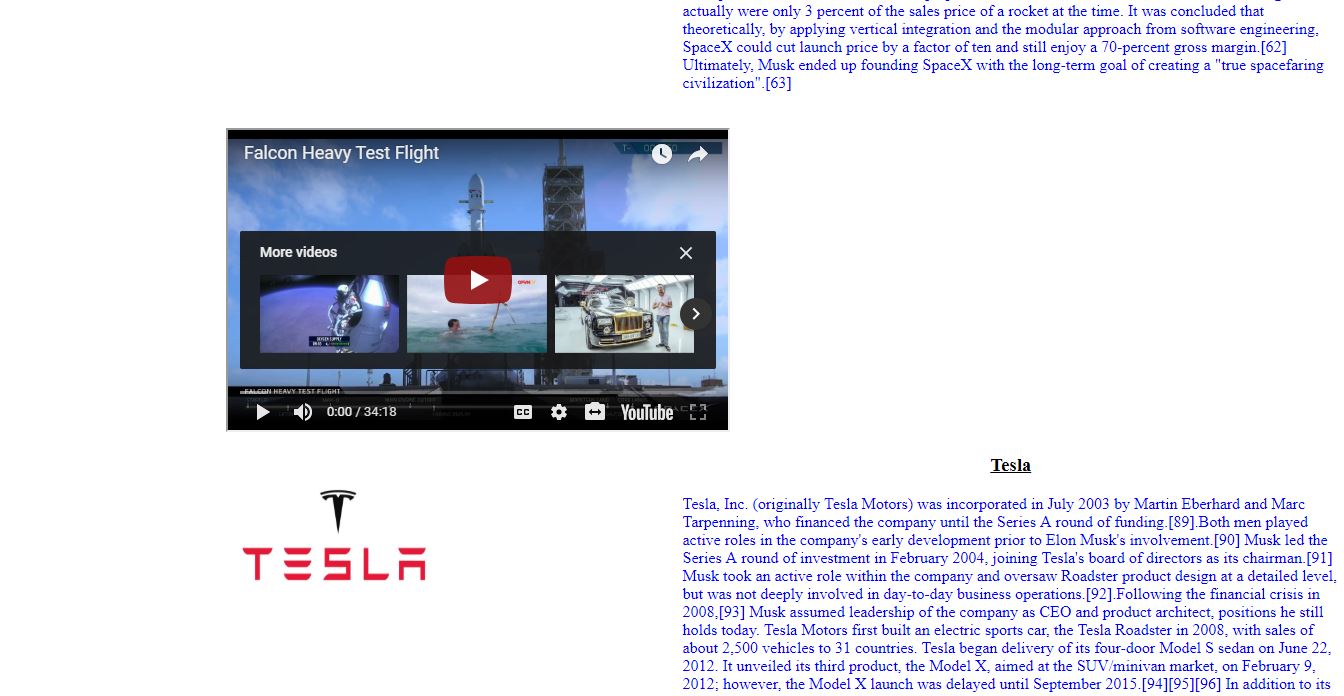 actually were only 3 percent of the sales price of a rocket at the time. It was concluded that
theoretically, by applying vertical integration and the modular approach from software engineering,
SpaceX could cut launch price by a factor of ten and still enjoy a 70-percent gross margin.[62]
Ultimately, Musk ended up founding SpaceX with the long-term goal of creating a "true spacefaring
civilization".[63]
Falcon Heavy Test Flight
More videos
OXYGEN SUPPLY
FALCON HEAVY TEST FLIGHT
0:00 / 34:18
CC
YouTube
Tesla
TESLA
Tesla, Inc. (originally Tesla Motors) was incorporated in July 2003 by Martin Eberhard and Marc
Tarpenning, who financed the company until the Series A round of funding.[89].Both men played
active roles in the company's early development prior to Elon Musk's involvement.[90] Musk led the
Series A round of investment in February 2004, joining Tesla's board of directors as its chairman.[91]
Musk took an active role within the company and oversaw Roadster product design at a detailed level,
but was not deeply involved in day-to-day business operations.[92].Following the financial crisis in
2008,[93] Musk assumed leadership of the company as CEO and product architect, positions he still
holds today. Tesla Motors first built an electric sports car, the Tesla Roadster in 2008, with sales of
about 2,500 vehicles to 31 countries. Tesla began delivery of its four-door Model S sedan on June 22,
2012. It unveiled its third product, the Model X, aimed at the SUV/minivan market, on February 9,
2012; however, the Model X launch was delayed until September 2015.[94][95][96] In addition to its